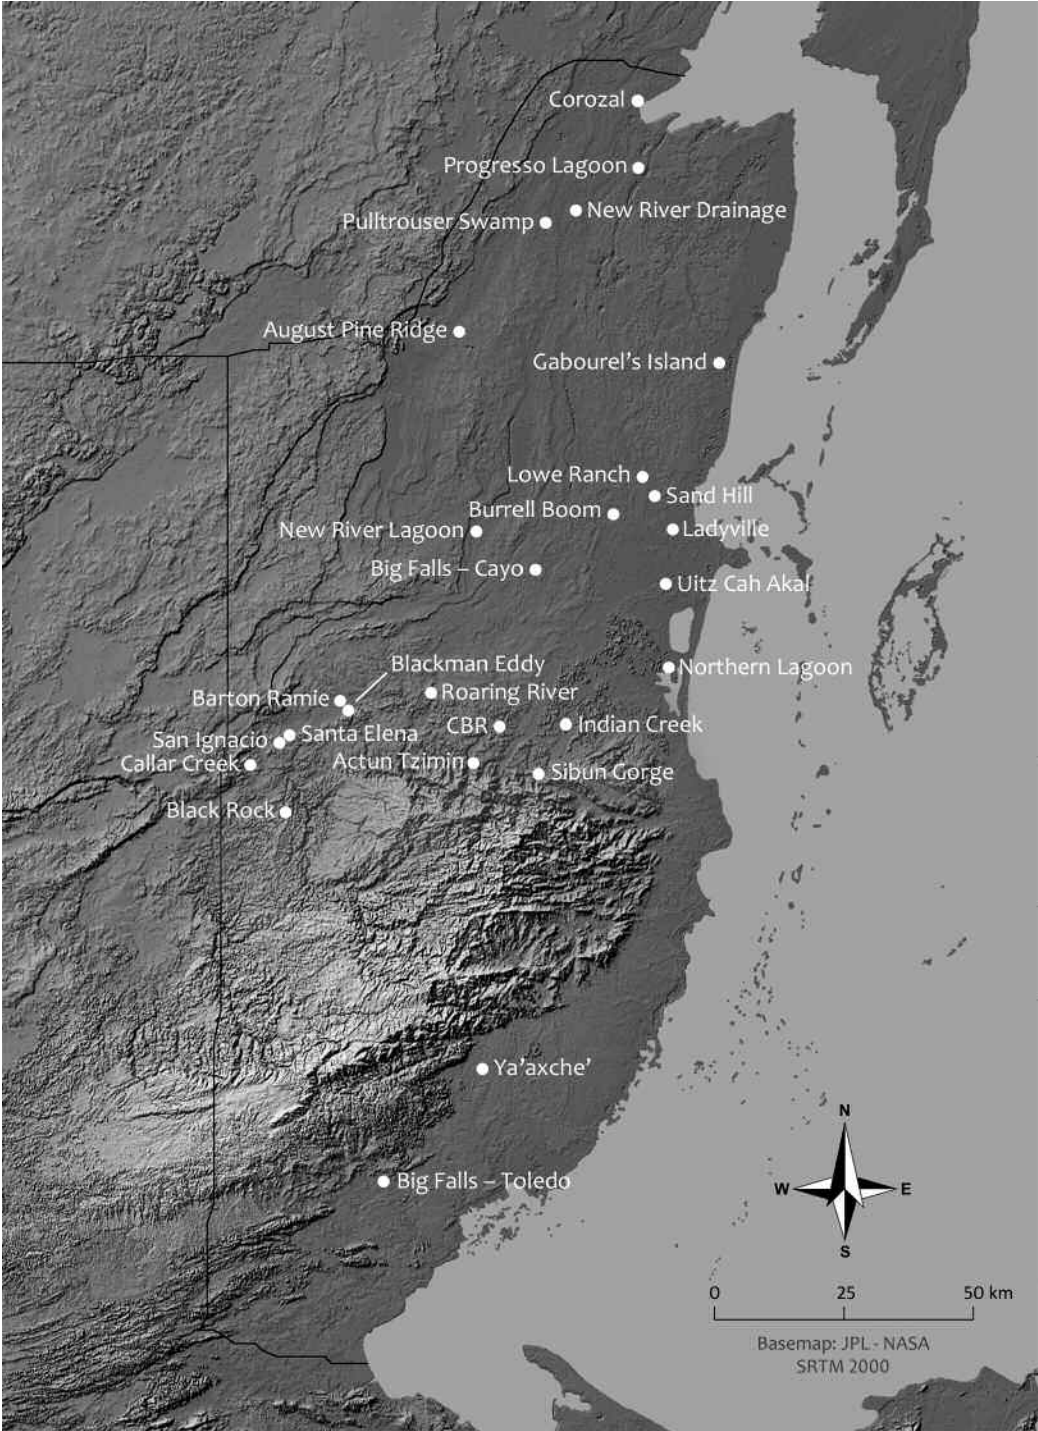 Corozal
Progresso Lagoon
New River Drainage
Pulltrouser Swamp
August Pine Ridge
Gabourel's Island
Lowe Ranch
Sand Hill
Burrell Boom
New River Lagoon
Ladyville
Big Falls – Cayo
Uitz Cah Akal
Blackman Eddy
Northern Lagoon
Barton Ramie
Roaring River
CBR
Indian Creek
San Ignacio
Santa Elena
Callar Creek
Actun Tzimin
Sibun Gorge
Black Rock
Ya'axche'
N
W
E
S
Big Falls – Toledo
0 25 50 km
Basemap: JPL - NASA
SRTM 2000